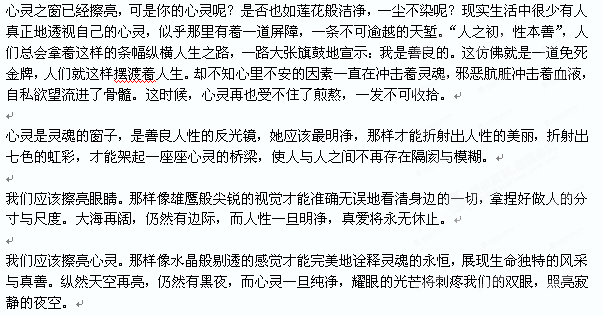 心灵之窗已经擦亮，可是你的心灵呢？是否也如莲花般洁净，一尘不染呢？现实生活中很少有人
真正地透视自己的心灵，似乎那里有着一道屏障，一条不可逾越的天堑。“人之初，性本善”，人
们总会拿着这样的条幅纵横人生之路，一路大张旗鼓地宣示：我是善良的。这仿佛就是一道免死
金牌，人们就这样摆渡着人生。却不知心里不安的因素一直在冲击着灵魂，邪恶肮脏冲击着血液，
自私欲望流进了骨髓。这时候，心灵再也受不住了煎熬，一发不可收拾。
心灵是灵魂的窗子，是善良人性的反光镜，她应该最明净，那样才能折射出人性的美丽，折射出
七色的虹彩，才能架起一座座心灵的桥梁，使人与人之间不再存在隔阂与模糊。
我们应该擦亮眼睛。那样像雄鹰般尖锐的视觉才能准确无误地看清身边的一切，拿捏好做人的分
寸与尺度。大海再阔，仍然有边际，而人性一旦明净，真爱将永无休止。
我们应该擦亮心灵。那样像水晶般剔透的感觉才能完美地诠释灵魂的永恒，展现生命独特的风采
与真善。纵然天空再亮，仍然有黑夜，而心灵一旦纯净，耀眼的光芒将刺疼我们的双眼，照亮寂
静的夜空。